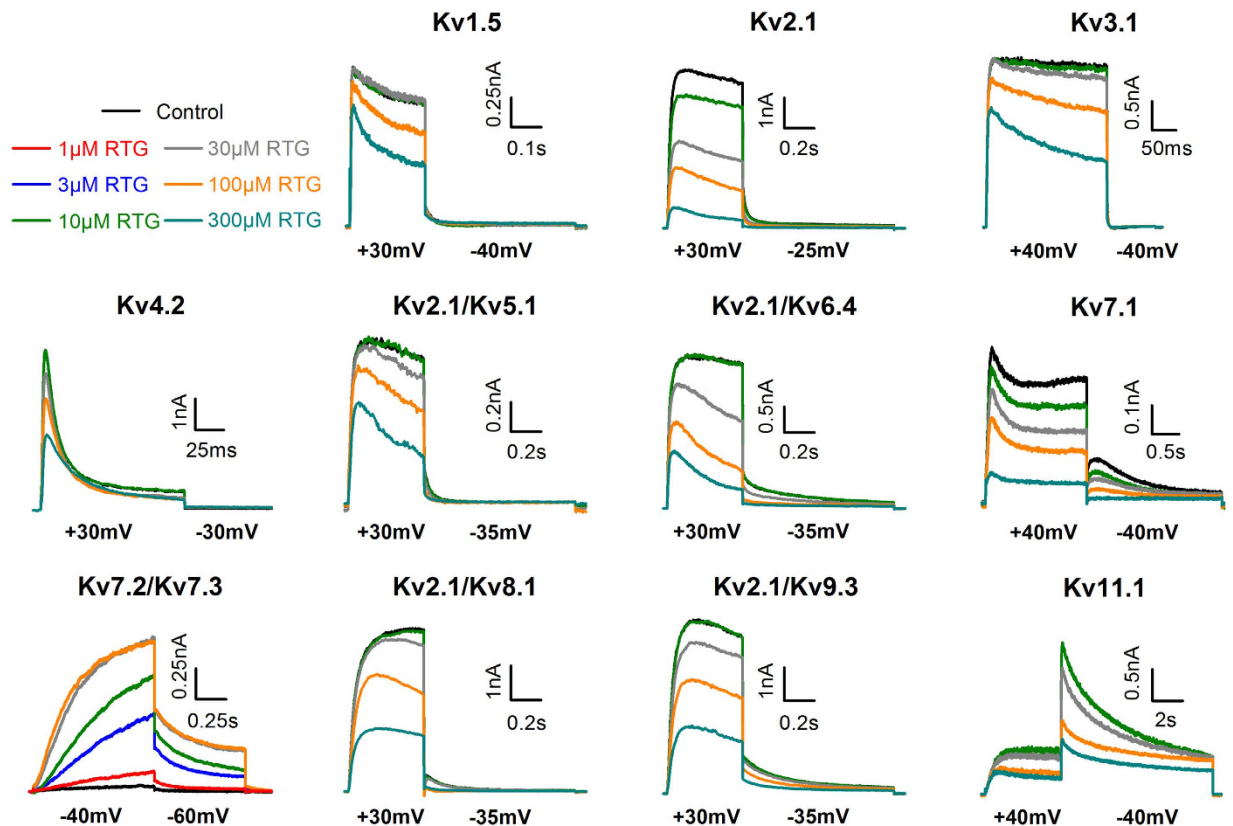 Kv1.5
Kv2.1
Kv3.1
Control
1µM RTG
30µM RTG
3µM RTG
100µM RTG
10µM RTG
300µM RTG
0.25nA
0.1s
+30mV
-40mV
1nA
0.2s
+30mV
-25mV
0.5nA
50ms
+40mV
-40mV
Kv4.2
Kv2.1/Kv5.1
Kv2.1/Kv6.4
Kv7.1
1nA
25ms
+30mV
-30mV
0.2nA
0.2s
+30mV
-35mV
0.5nA
0.2s
+30mV
-35mV
0.1nA
0.5s
+40mV
-40mV
Kv7.2/Kv7.3
Kv2.1/Kv8.1
Kv2.1/Kv9.3
Kv11.1
0.25nA
0.25s
-40mV
-60mV
1nA
0.2s
+30mV
-35mV
1nA
0.2s
+30mV
-35mV
0.5nA
2s
+40mV
-40mV